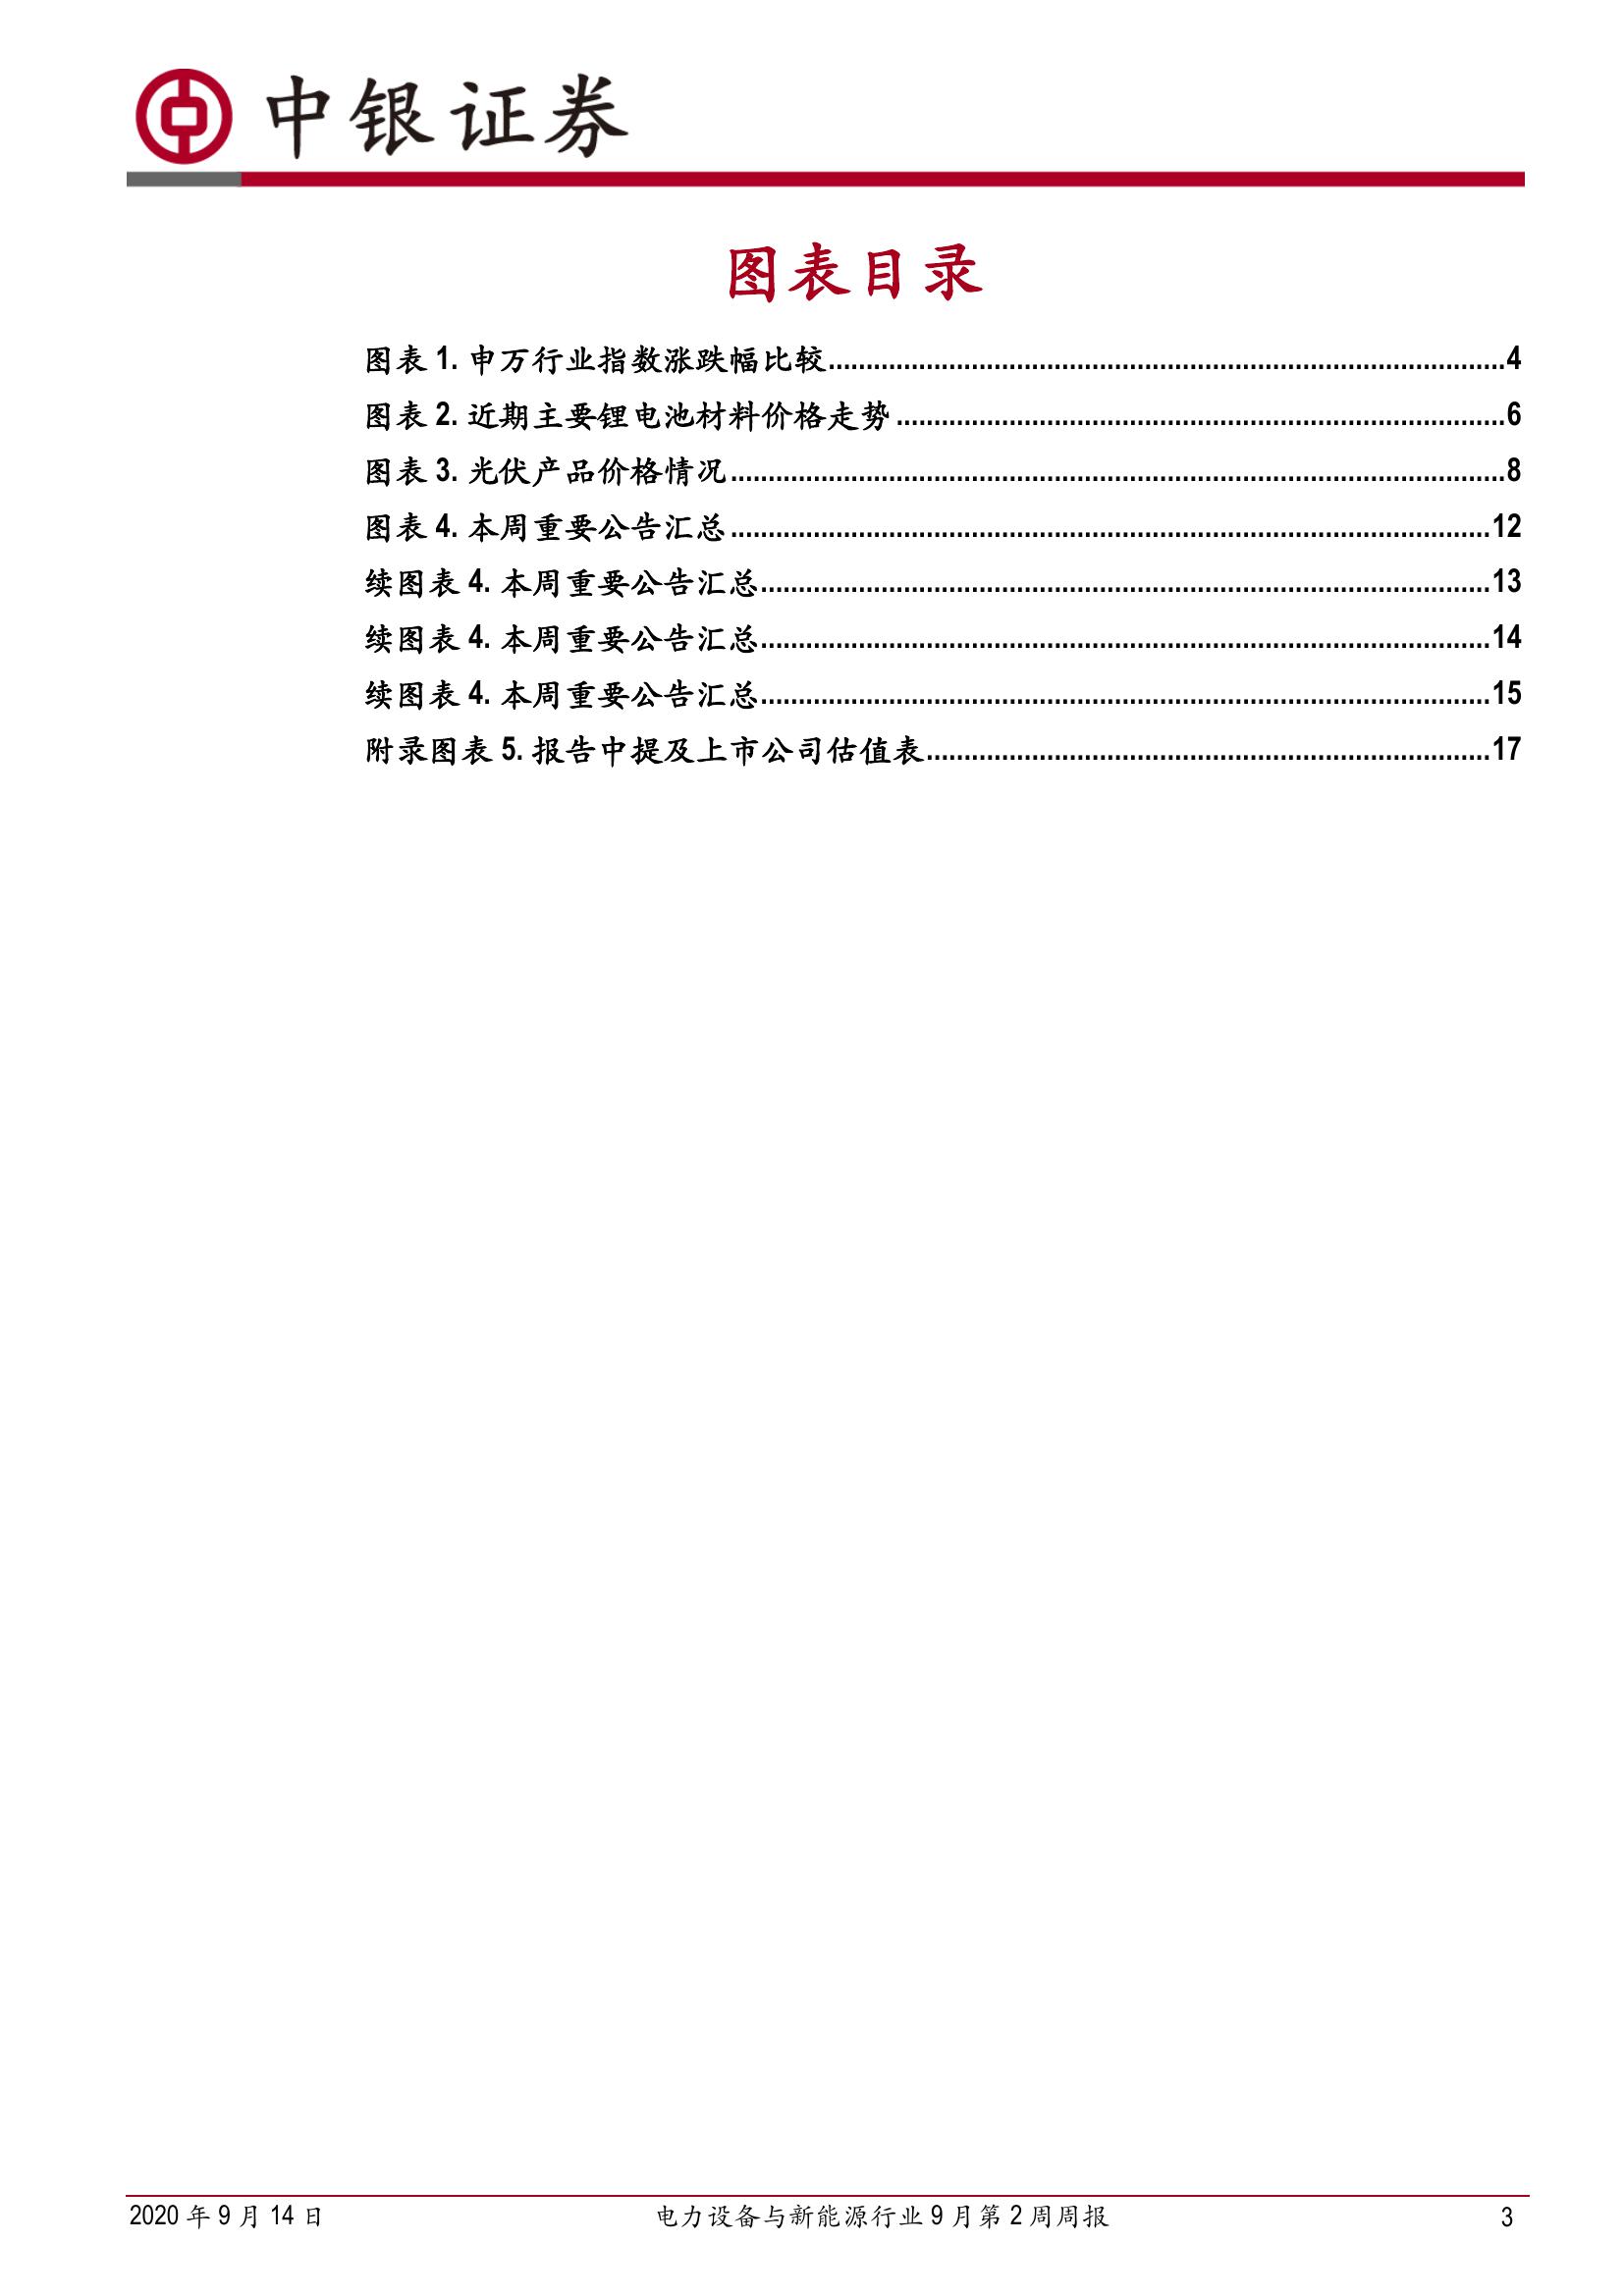 中银证券
图表目录
图表 1. 申万行业指数涨跌幅比较..........................................................................................4
图表 2. 近期主要锂电池材料价格走势.................................................................................6
图表 3. 光伏产品价格情况.......................................................................................................8
图表 4. 本周重要公告汇总.....................................................................................................12
续图表 4. 本周重要公告汇总.................................................................................................13
续图表 4. 本周重要公告汇总.................................................................................................14
续图表 4. 本周重要公告汇总.................................................................................................15
附录图表 5. 报告中提及上市公司估值表...........................................................................17
2020 年 9 月 14 日 电力设备与新能源行业 9 月第 2 周周报 3